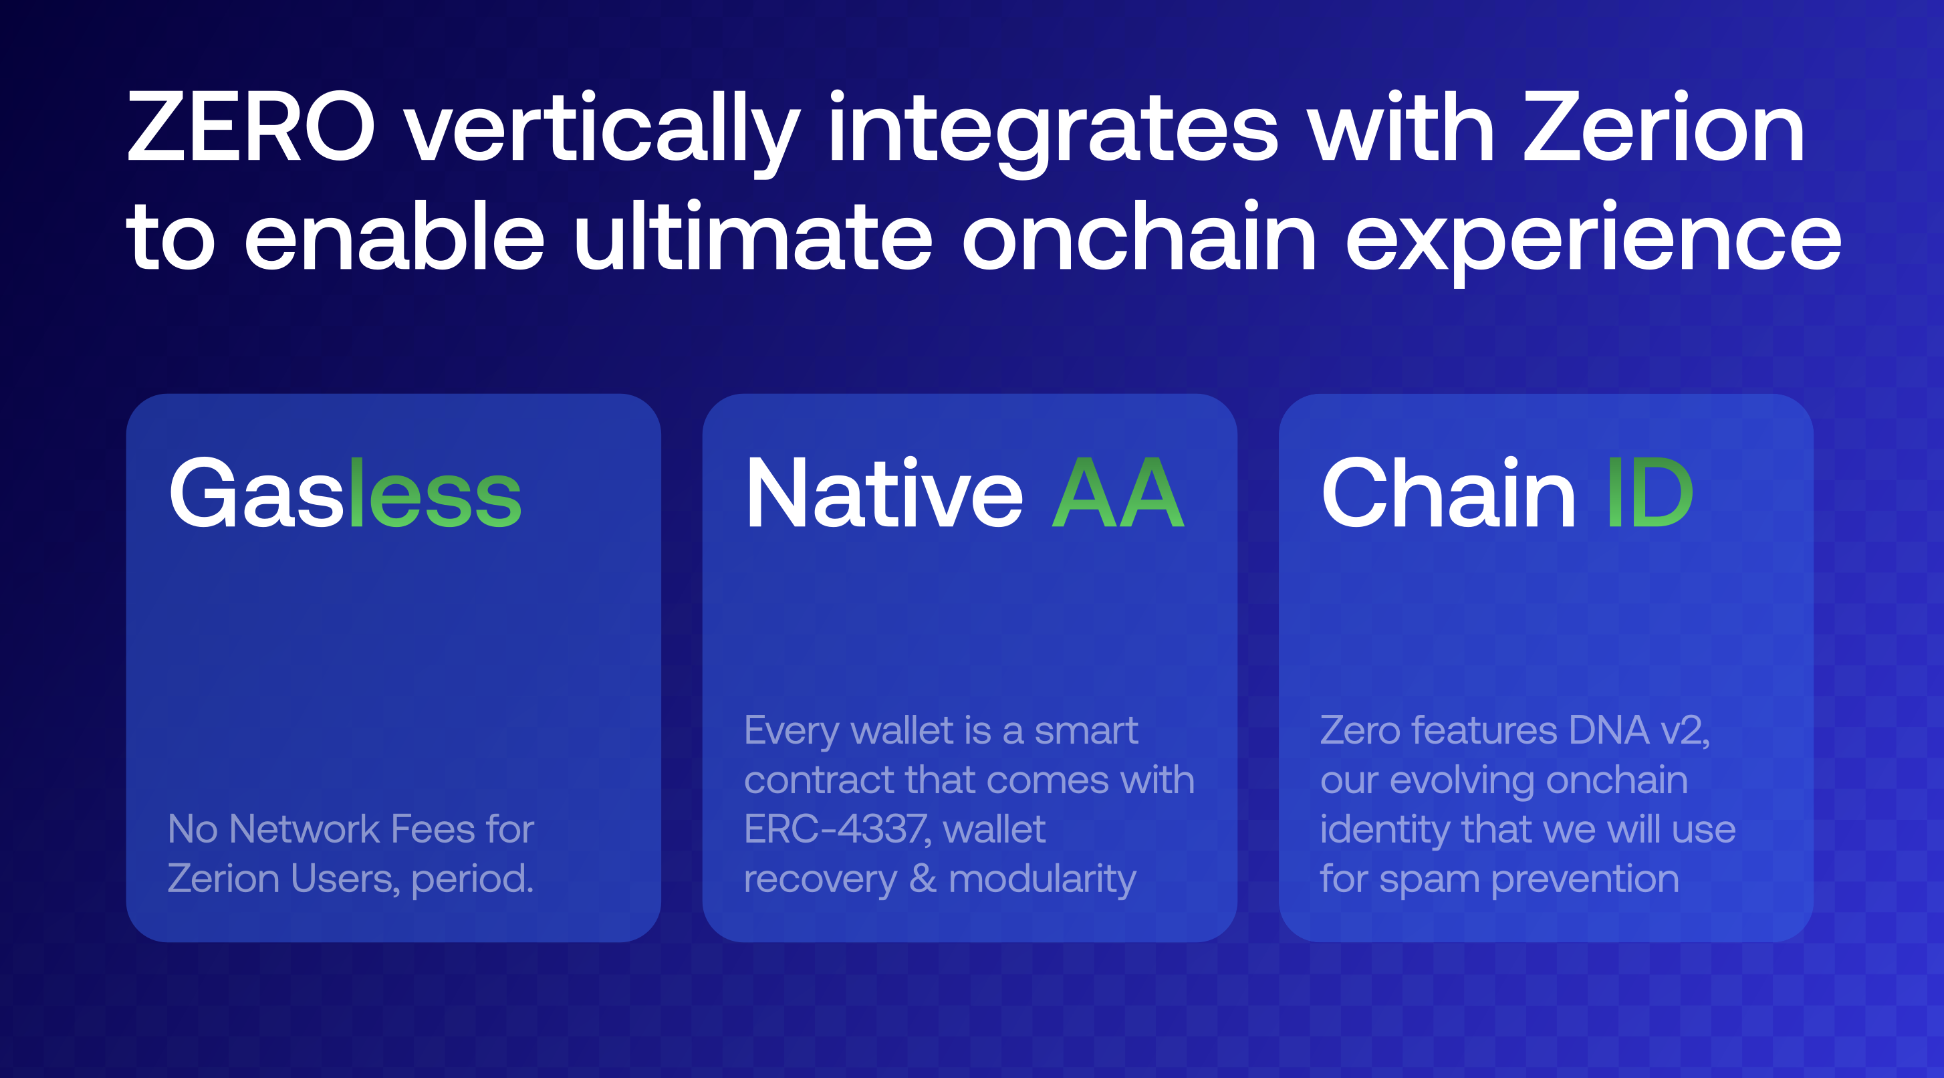 ZERO vertically integrates with Zerion
to enable ultimate onchain experience
Gasless
No Network Fees for
Zerion Users, period.
Native AA
Every wallet is a smart
contract that comes with
ERC-4337, wallet
recovery & modularity
Chain ID
Zero features DNA v2,
our evolving onchain
identity that we will use
for spam prevention